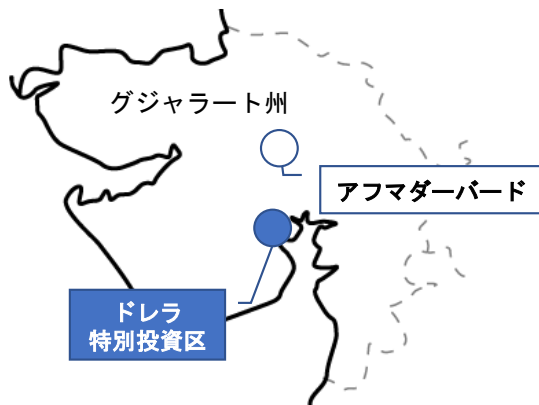 グジャラート州
アフマダーバード
ドレラ
特別投資区